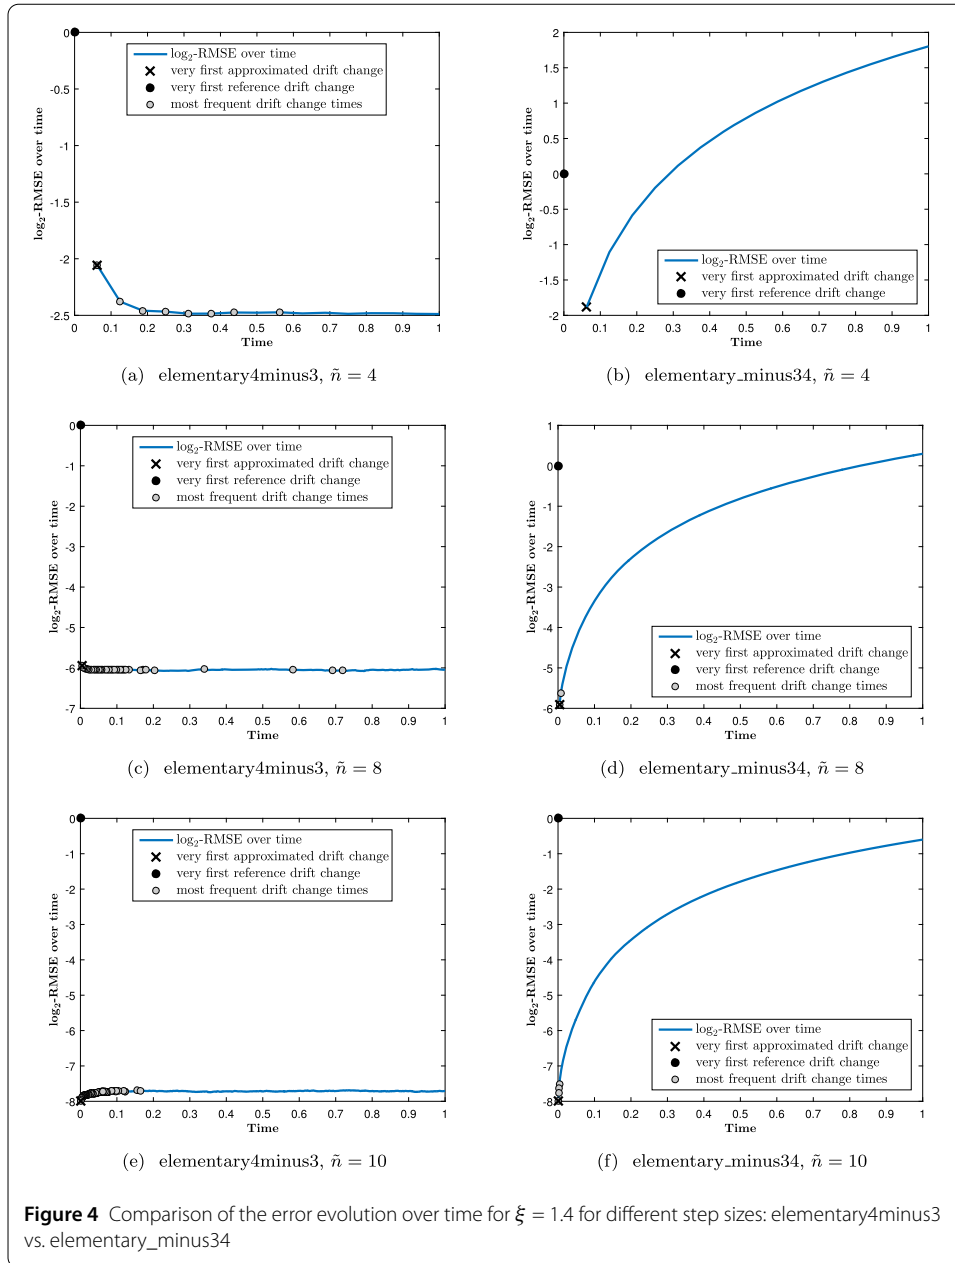 0
-0.5
-1
-1.5
-2
-2.5
0 0.1 0.2 0.3 0.4 0.5 0.6 0.7 0.8 0.9 1
Time
log₂-RMSE over time
log₂-RMSE over time
very first approximated drift change
very first reference drift change
most frequent drift change times
(a) elementary4minus3, ñ = 4
2
1.5
1
0.5
0
-0.5
-1
-1.5
-2
0 0.1 0.2 0.3 0.4 0.5 0.6 0.7 0.8 0.9 1
Time
log₂-RMSE over time
log₂-RMSE over time
very first approximated drift change
very first reference drift change
(b) elementary_minus34, ñ = 4
0
-1
-2
-3
-4
-5
-6
-7
0 0.1 0.2 0.3 0.4 0.5 0.6 0.7 0.8 0.9 1
Time
log₂-RMSE over time
log₂-RMSE over time
very first approximated drift change
very first reference drift change
most frequent drift change times
(c) elementary4minus3, ñ = 8
1
0
-1
-2
-3
-4
-5
-6
0 0.1 0.2 0.3 0.4 0.5 0.6 0.7 0.8 0.9 1
Time
log₂-RMSE over time
log₂-RMSE over time
very first approximated drift change
very first reference drift change
most frequent drift change times
(d) elementary_minus34, ñ = 8
0
-1
-2
-3
-4
-5
-6
-7
-8
0 0.1 0.2 0.3 0.4 0.5 0.6 0.7 0.8 0.9 1
Time
log₂-RMSE over time
log₂-RMSE over time
very first approximated drift change
very first reference drift change
most frequent drift change times
(e) elementary4minus3, ñ = 10
0
-1
-2
-3
-4
-5
-6
-7
-8
0 0.1 0.2 0.3 0.4 0.5 0.6 0.7 0.8 0.9 1
Time
log₂-RMSE over time
log₂-RMSE over time
very first approximated drift change
very first reference drift change
most frequent drift change times
(f) elementary_minus34, ñ = 10
Figure 4 Comparison of the error evolution over time for ξ = 1.4 for different step sizes: elementary4minus3
vs. elementary_minus34